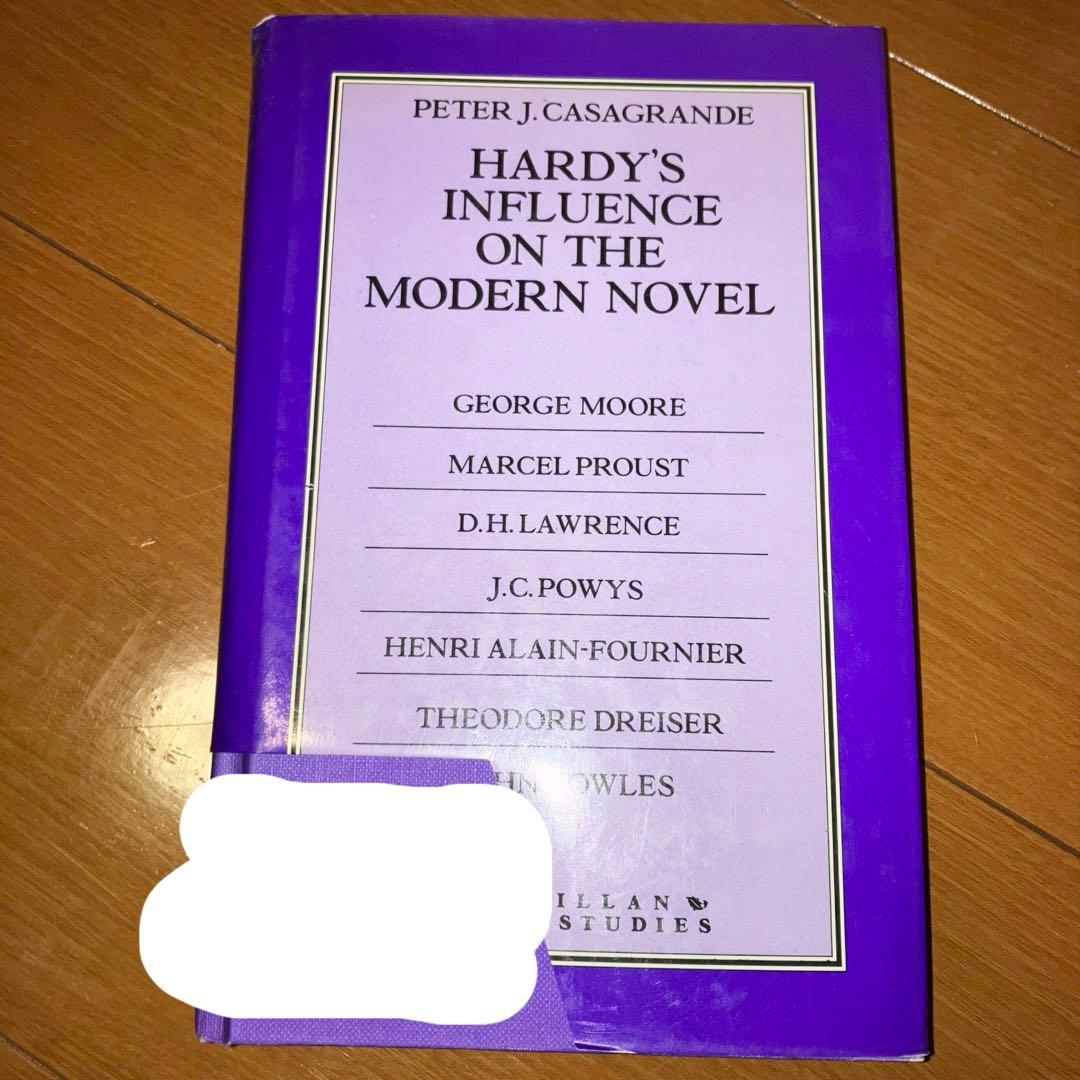 PETER J. CASAGRANDE
HARDY'S
INFLUENCE
ON THE
MODERN NOVEL
GEORGE MOORE
MARCEL PROUST
D.H. LAWRENCE
J.C. POWYS
HENRI ALAIN-FOURNIER
THEODORE DREISER
STUDIES